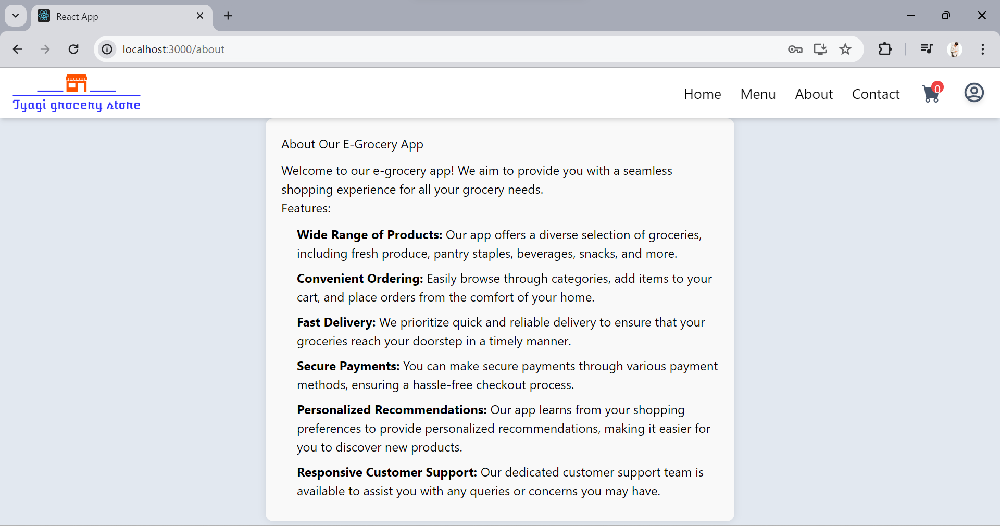 React App
localhost:3000/about
Tyagi grocery store
Home Menu About Contact 0
About Our E-Grocery App
Welcome to our e-grocery app! We aim to provide you with a seamless
shopping experience for all your grocery needs.
Features:
Wide Range of Products: Our app offers a diverse selection of groceries,
including fresh produce, pantry staples, beverages, snacks, and more.
Convenient Ordering: Easily browse through categories, add items to your
cart, and place orders from the comfort of your home.
Fast Delivery: We prioritize quick and reliable delivery to ensure that your
groceries reach your doorstep in a timely manner.
Secure Payments: You can make secure payments through various payment
methods, ensuring a hassle-free checkout process.
Personalized Recommendations: Our app learns from your shopping
preferences to provide personalized recommendations, making it easier for
you to discover new products.
Responsive Customer Support: Our dedicated customer support team is
available to assist you with any queries or concerns you may have.